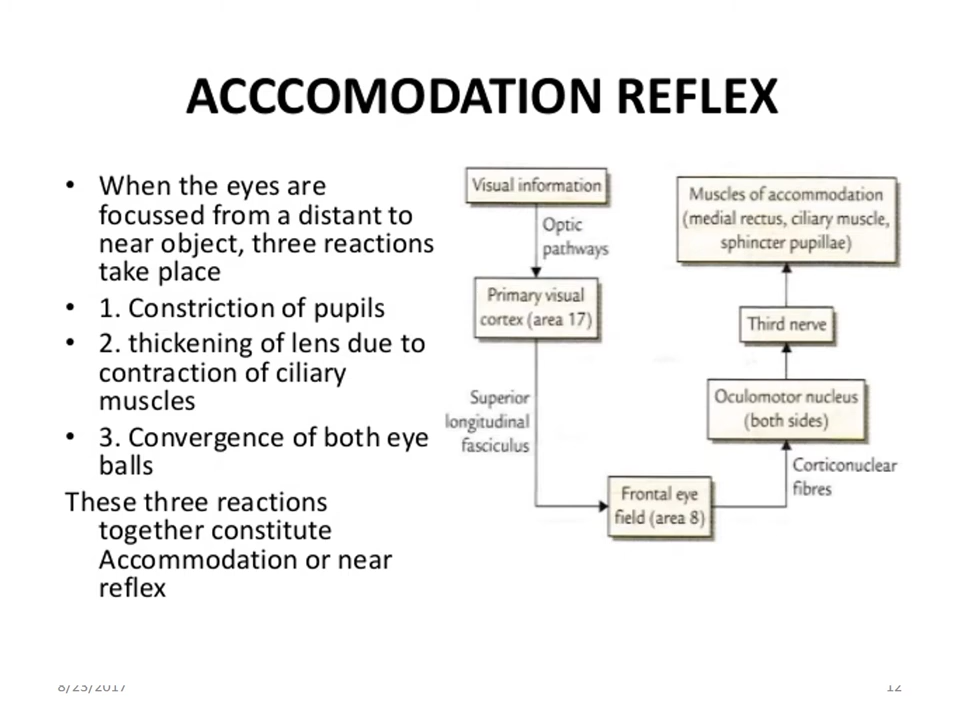 ACCCOMODATION REFLEX
• When the eyes are
focussed from a distant to
near object, three reactions
take place
• 1. Constriction of pupils
• 2. thickening of lens due to
contraction of ciliary
muscles
• 3. Convergence of both eye
balls
These three reactions
together constitute
Accommodation or near
reflex
Visual information
Optic
pathways
Primary visual
cortex (area 17)
Superior
longitudinal
fasciculus
Frontal eye
field (area 8)
Corticonuclear
fibres
Oculomotor nucleus
(both sides)
Third nerve
Muscles of accommodation
(medial rectus, ciliary muscle,
sphincter pupillae)
8/23/2017
12